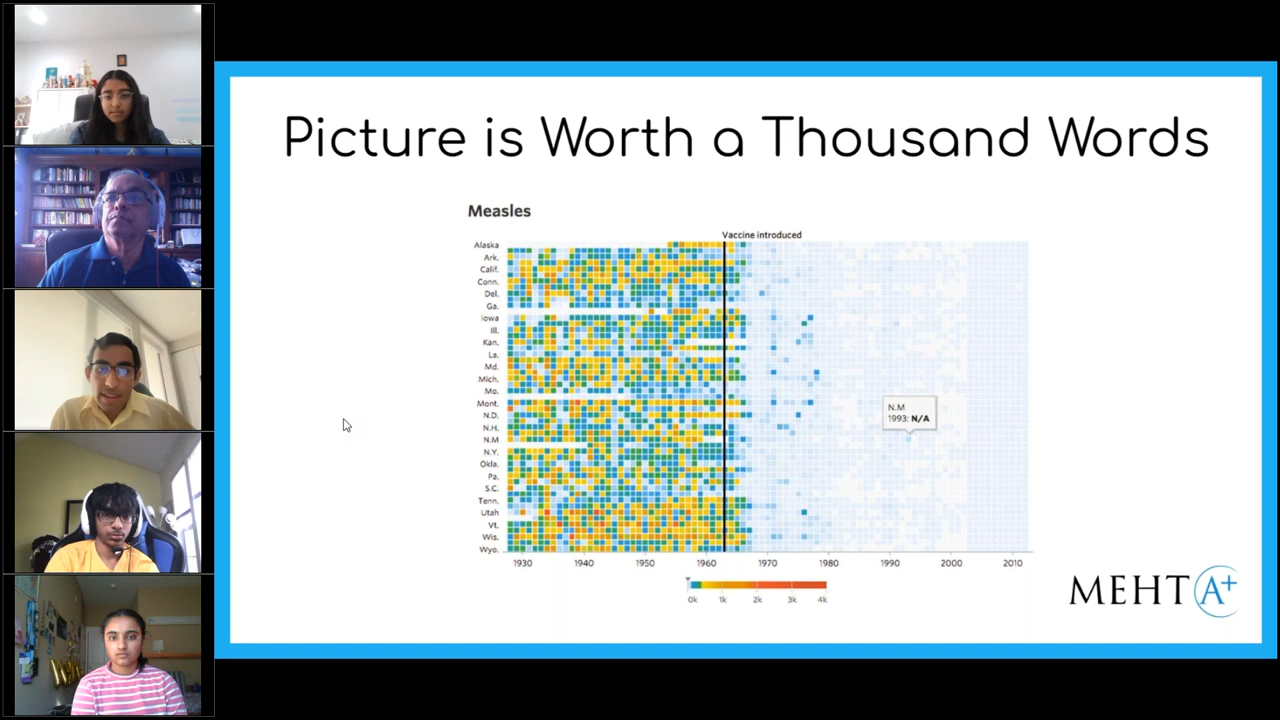 Picture is Worth a Thousand Words
Measles
Vaccine introduced
Alaska
Ark.
Calif.
Conn.
Del.
Ga.
Iowa
Ill.
Kan.
La.
Md.
Mich.
Mo.
Mont.
N.D.
N.H.
N.M
N.Y.
Okla.
Pa.
S.C.
Tenn.
Utah
Vt.
Wis.
Wyo.
N.M
1993: N/A
1930 1940 1950 1960 1970 1980 1990 2000 2010
0k 1k 2k 3k 4k
MEHTA+